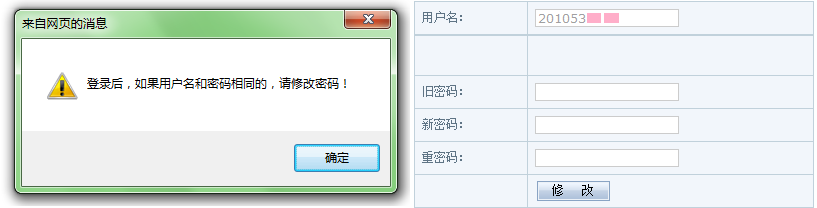 来自网页的消息
登录后，如果用户名和密码相同的，请修改密码！
确定
用户名：
201053
旧密码：
新密码：
重密码：
修 改